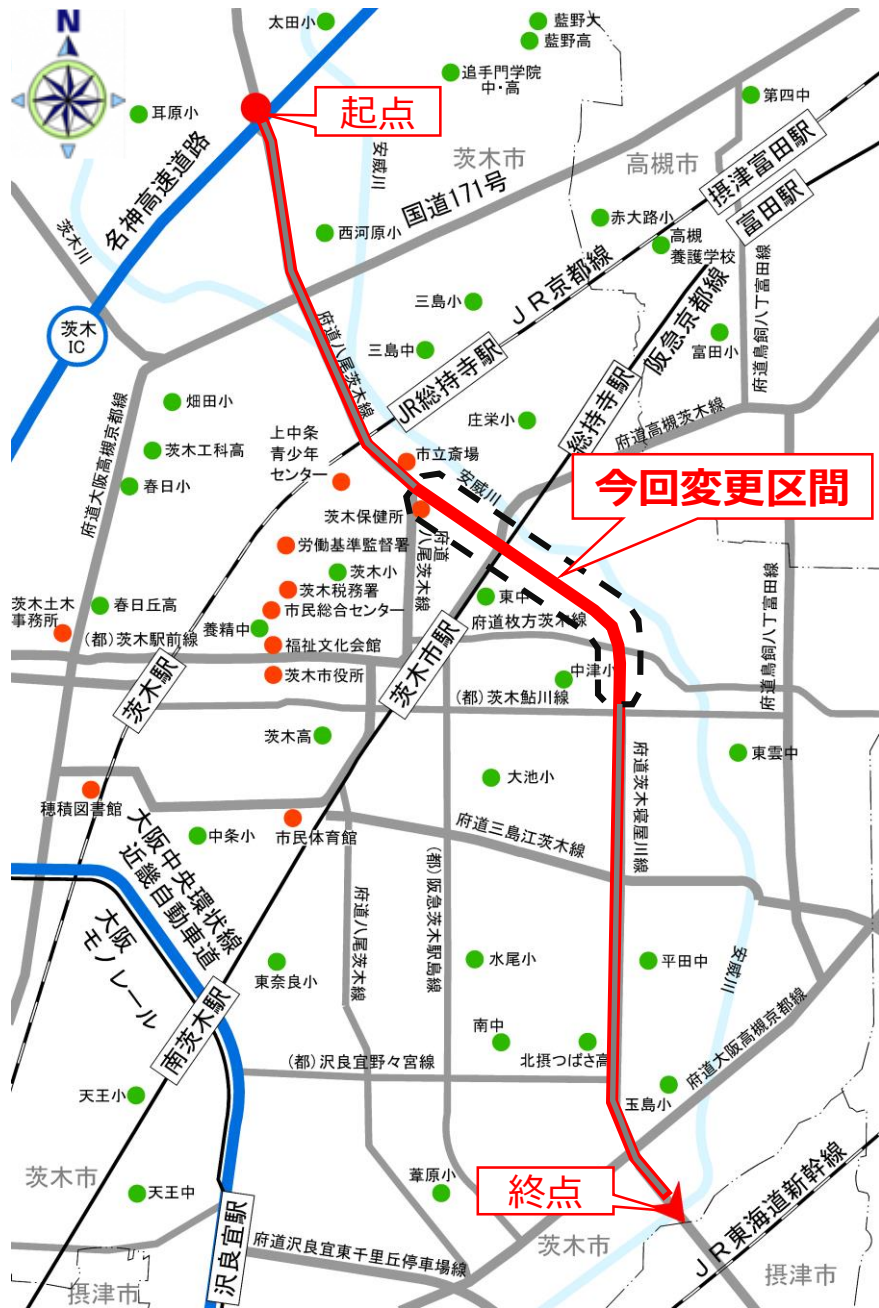 N
太田小
藍野大
藍野高
追手門学院
中・高
第四中
耳原小
起点
茨木市
高槻市
摂津富田駅
富田駅
名神高速道路
安威川
国道171号
赤大路小
高槻
養護学校
茨木川
西河原小
JR京都線
三島小
阪急京都線
府道鳥飼八丁富田線
茨木
IC
府道八尾茨木線
三島中
富田小
JR総持寺駅
総持寺駅
畑田小
府道大阪高槻京都線
庄栄小
府道高槻茨木線
茨木工科高
上中条
青少年
センター
市立斎場
春日小
安威川
今回変更区間
茨木保健所
労働基準監督署
府道
八尾茨木線
茨木小
茨木税務署
東中
府道鳥飼八丁富田線
茨木土木
事務所
春日丘高
市民総合センター
府道枚方茨木線
養精中
(都)茨木駅前線
福祉文化会館
茨木市駅
茨木市役所
中津小
茨木駅
(都)茨木鮎川線
茨木高
東雲中
府道茨木寝屋川線
大池小
穂積図書館
中条小
市民体育館
府道三島江茨木線
大阪中央環状線
近畿自動車道
(都)阪急茨木駅島線
府道八尾茨木線
大阪
モノレール
東奈良小
水尾小
平田中
安威川
南茨木駅
南中
北摂つばさ高
府道大阪高槻京都線
(都)沢良宜野々宮線
天王小
玉島小
茨木市
天王中
葦原小
終点
沢良宜駅
茨木市
JR東海道新幹線
府道沢良宜東千里丘停車場線
摂津市
摂津市